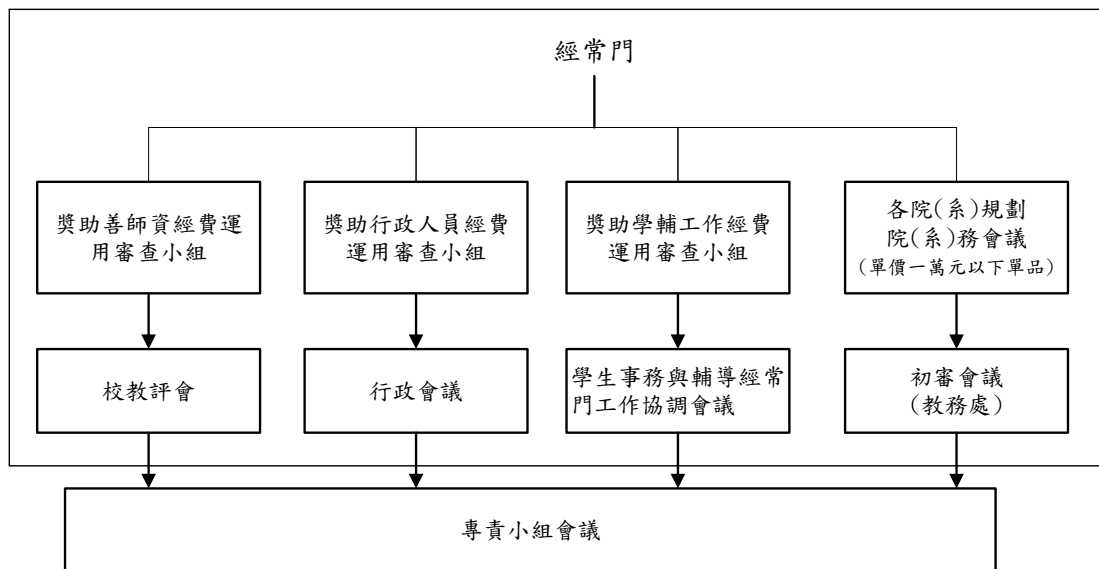 經常門
獎助善師資經費運
用審查小組
獎助行政人員經費
運用審查小組
獎助學輔工作經費
運用審查小組
各院(系)規劃
院(系)務會議
(單價一萬元以下單品)
校教評會
行政會議
學生事務與輔導經常
門工作協調會議
初審會議
(教務處)
專責小組會議